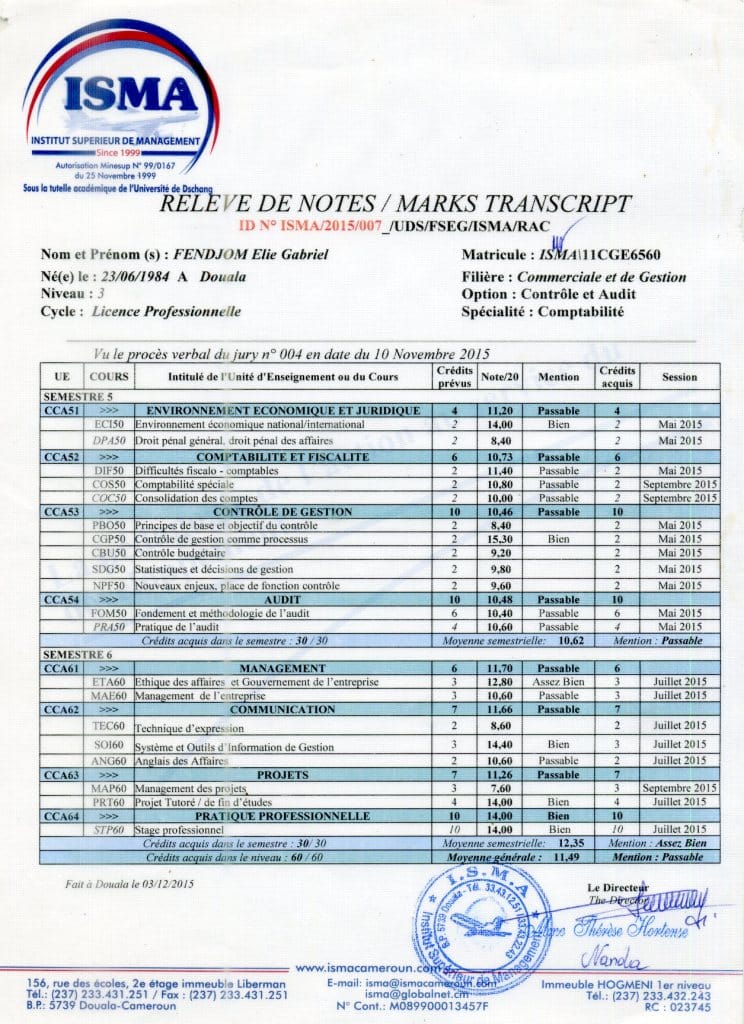 ISMA
INSTITUT SUPERIEUR DE MANAGEMENT
Since 1999
Autorisation Minesup N° 99/0167
du 25 Novembre 1999
Sous la tutelle académique de l'Université de Dschang
RELEVE DE NOTES / MARKS TRANSCRIPT
ID N° ISMA/2015/007_/UDS/FSEG/ISMA/RAC
Nom et Prénom (s) : FENDJOM Elie Gabriel Matricule : ISMA\11CGE6560
Né(e) le : 23/06/1984 A Douala Filière : Commerciale et de Gestion
Niveau : 3 Option : Contrôle et Audit
Cycle : Licence Professionnelle Spécialité : Comptabilité
Vu le procès verbal du jury n° 004 en date du 10 Novembre 2015
UE COURS Intitulé de l'Unité d'Enseignement ou du Cours Crédits prévus Note/20 Mention Crédits acquis Session
SEMESTRE 5
CCA51 >>> ENVIRONNEMENT ECONOMIQUE ET JURIDIQUE 4 11,20 Passable 4
ECI50 Environnement économique national/international 2 14,00 Bien 2 Mai 2015
DPA50 Droit pénal général, droit pénal des affaires 2 8,40 2 Mai 2015
CCA52 >>> COMPTABILITE ET FISCALITE 6 10,73 Passable 6
DIF50 Difficultés fiscalo - comptables 2 11,40 Passable 2 Mai 2015
COS50 Comptabilité spéciale 2 10,80 Passable 2 Septembre 2015
COC50 Consolidation des comptes 2 10,00 Passable 2 Septembre 2015
CCA53 >>> CONTRÔLE DE GESTION 10 10,46 Passable 10
PBO50 Principes de base et objectif du contrôle 2 8,40 2 Mai 2015
CGP50 Contrôle de gestion comme processus 2 15,30 Bien 2 Mai 2015
CBU50 Contrôle budgétaire 2 9,20 2 Mai 2015
SDG50 Statistiques et décisions de gestion 2 9,80 2 Mai 2015
NPF50 Nouveaux enjeux, place de fonction contrôle 2 9,60 2 Mai 2015
CCA54 >>> AUDIT 10 10,48 Passable 10
FOM50 Fondement et méthodologie de l'audit 6 10,40 Passable 6 Mai 2015
PRA50 Pratique de l'audit 4 10,60 Passable 4 Mai 2015
Crédits acquis dans le semestre : 30 / 30 Moyenne semestrielle: 10,62 Mention : Passable
SEMESTRE 6
CCA61 >>> MANAGEMENT 6 11,70 Passable 6
ETA60 Ethique des affaires et Gouvernement de l'entreprise 3 12,80 Assez Bien 3 Juillet 2015
MAE60 Management de l'entreprise 3 10,60 Passable 3 Juillet 2015
CCA62 >>> COMMUNICATION 7 11,66 Passable 7
TEC60 Technique d'expression 2 8,60 2 Juillet 2015
SOI60 Système et Outils d'Information de Gestion 3 14,40 Bien 3 Juillet 2015
ANG60 Anglais des Affaires 2 10,60 Passable 2 Juillet 2015
CCA63 >>> PROJETS 7 11,26 Passable 7
MAP60 Management des projets 3 7,60 3 Septembre 2015
PRT60 Projet Tutoré / de fin d'études 4 14,00 Bien 4 Juillet 2015
CCA64 >>> PRATIQUE PROFESSIONNELLE 10 14,00 Bien 10
STP60 Stage professionnel 10 14,00 Bien 10 Juillet 2015
Crédits acquis dans le semestre : 30/ 30 Moyenne semestrielle: 12,35 Mention : Assez Bien
Crédits acquis dans le niveau : 60 / 60 Moyenne générale : 11,49 Mention : Passable
Fait à Douala le 03/12/2015
Le Directeur
The Director
I.S.M.A
B.P. 5739 Douala - Tél. 33.43.12.51
Institut Supérieur de Management
Thérèse Hortense
Nanda
www.ismacameroun.com
156, rue des écoles, 2e étage immeuble Liberman E-mail: isma@ismacameroun.com Immeuble HOGMENI 1er niveau
Tél.: (237) 233.431.251 / Fax : (237) 233.431.251 isma@globalnet.cm Tél.: (237) 233.432.243
B.P.: 5739 Douala-Cameroun N° Cont.: M089900013457F RC : 023745